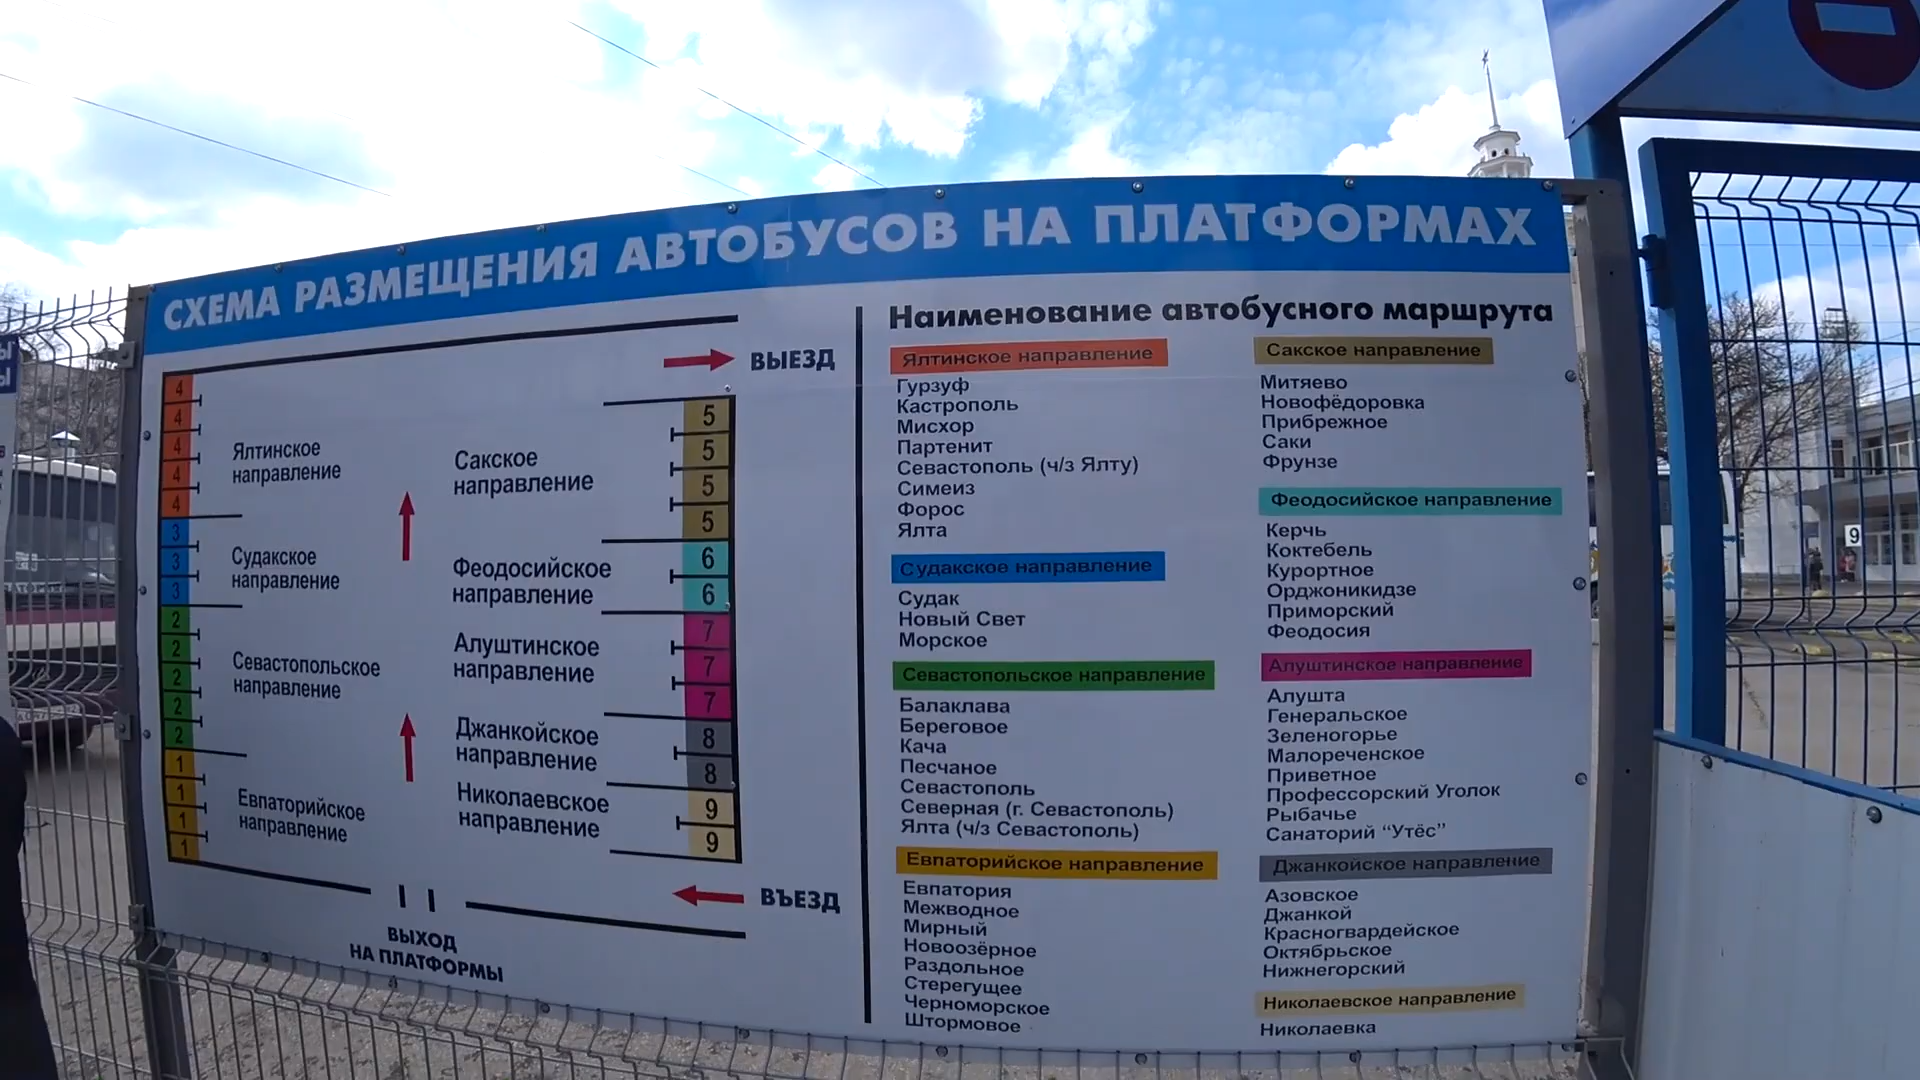 СХЕМА РАЗМЕЩЕНИЯ АВТОБУСОВ НА ПЛАТФОРМАХ
ВЫЕЗД
4
4
4
4
4
3
3
3
2
2
2
2
2
1
1
1
1
Ялтинское
направление
Судакское
направление
Севастопольское
направление
Евпаторийское
направление
Сакское
направление
Феодосийское
направление
Алуштинское
направление
Джанкойское
направление
Николаевское
направление
5
5
5
5
6
6
7
7
7
8
8
9
9
ВЪЕЗД
ВЫХОД
НА ПЛАТФОРМЫ
Наименование автобусного маршрута
Ялтинское направление
Гурзуф
Кастрополь
Мисхор
Партенит
Севастополь (ч/з Ялту)
Симеиз
Форос
Ялта
Судакское направление
Судак
Новый Свет
Морское
Севастопольское направление
Балаклава
Береговое
Кача
Песчаное
Севастополь
Северная (г. Севастополь)
Ялта (ч/з Севастополь)
Евпаторийское направление
Евпатория
Межводное
Мирный
Новоозёрное
Раздольное
Стерегущее
Черноморское
Штормовое
Сакское направление
Митяево
Новофёдоровка
Прибрежное
Саки
Фрунзе
Феодосийское направление
Керчь
Коктебель
Курортное
Орджоникидзе
Приморский
Феодосия
Алуштинское направление
Алушта
Генеральское
Зеленогорье
Малореченское
Приветное
Профессорский Уголок
Рыбачье
Санаторий “Утёс”
Джанкойское направление
Азовское
Джанкой
Красногвардейское
Октябрьское
Нижнегорский
Николаевское направление
Николаевка
9